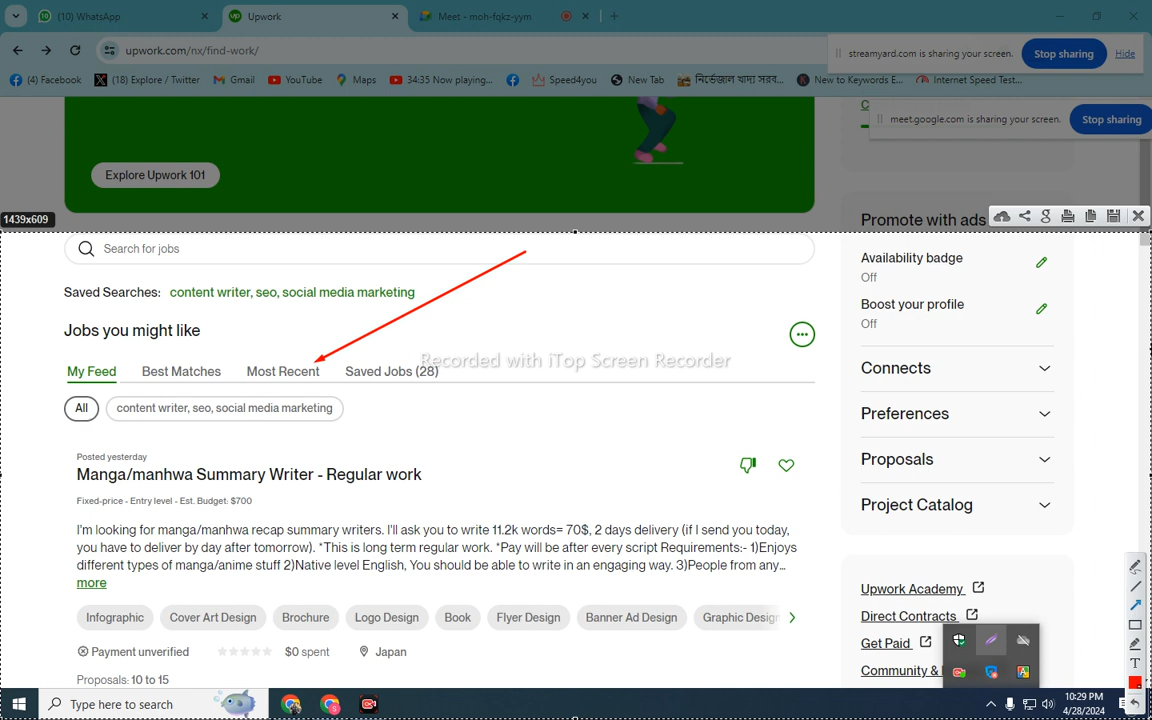 (10) WhatsApp
Upwork
Meet - moh-fqkz-yym
upwork.com/nx/find-work/
streamyard.com is sharing your screen.
Stop sharing
Hide
(4) Facebook
(18) Explore / Twitter
Gmail
YouTube
Maps
34:35 Now playing...
Speed4you
New Tab
নির্ভেজাল খাদ্য সরব...
New to Keywords E...
Internet Speed Test...
meet.google.com is sharing your screen.
Stop sharing
Explore Upwork 101
1439x609
Promote with ads
Search for jobs
Availability badge
Off
Saved Searches: content writer, seo, social media marketing
Boost your profile
Off
Jobs you might like
Recorded with iTop Screen Recorder
My Feed
Best Matches
Most Recent
Saved Jobs (28)
Connects
All
content writer, seo, social media marketing
Preferences
Posted yesterday
Manga/manhwa Summary Writer - Regular work
Proposals
Fixed-price - Entry level - Est. Budget: $700
Project Catalog
I'm looking for manga/manhwa recap summary writers. I'll ask you to write 11.2k words= 70$, 2 days delivery (if I send you today,
you have to deliver by day after tomorrow). *This is long term regular work. *Pay will be after every script Requirements:- 1)Enjoys
different types of manga/anime stuff 2)Native level English, You should be able to write in an engaging way. 3)People from any...
more
Upwork Academy
Infographic
Cover Art Design
Brochure
Logo Design
Book
Flyer Design
Banner Ad Design
Graphic Design
Direct Contracts
Get Paid
Payment unverified
$0 spent
Japan
Community &
Proposals: 10 to 15
Type here to search
10:29 PM
4/28/2024